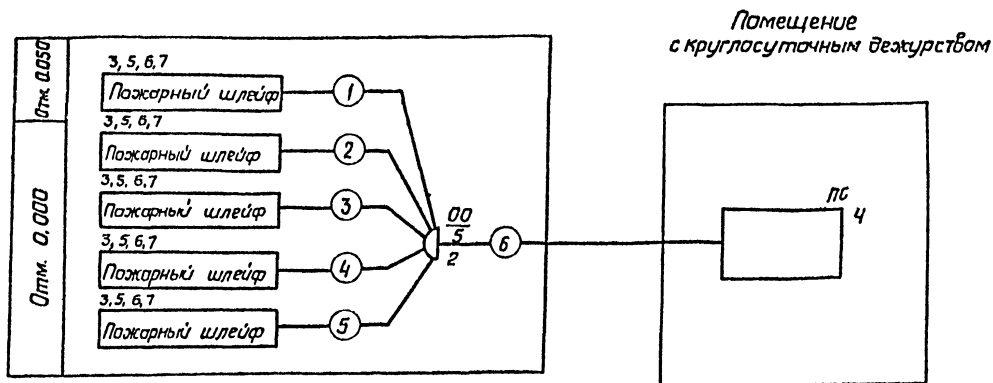 Помещение
с круглосуточным дежурством
Отм. 0.050
Отм. 0.000
3, 5, 6, 7
Пожарный шлейф
1
3, 5, 6, 7
Пожарный шлейф
2
3, 5, 6, 7
Пожарный шлейф
3
3, 5, 6, 7
Пожарный шлейф
4
3, 5, 6, 7
Пожарный шлейф
5
00
5
2
6
ПС
4